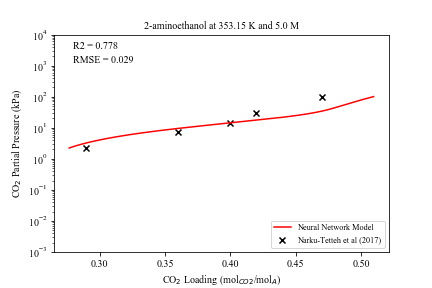 2-aminoethanol at 353.15 K and 5.0 M
R2 = 0.778
RMSE = 0.029
CO₂ Partial Pressure (kPa)
10⁴
10³
10²
10¹
10⁰
10⁻¹
10⁻²
10⁻³
0.30 0.35 0.40 0.45 0.50
CO₂ Loading (mol_CO2/mol_A)
Neural Network Model
Narku-Tetteh et al (2017)